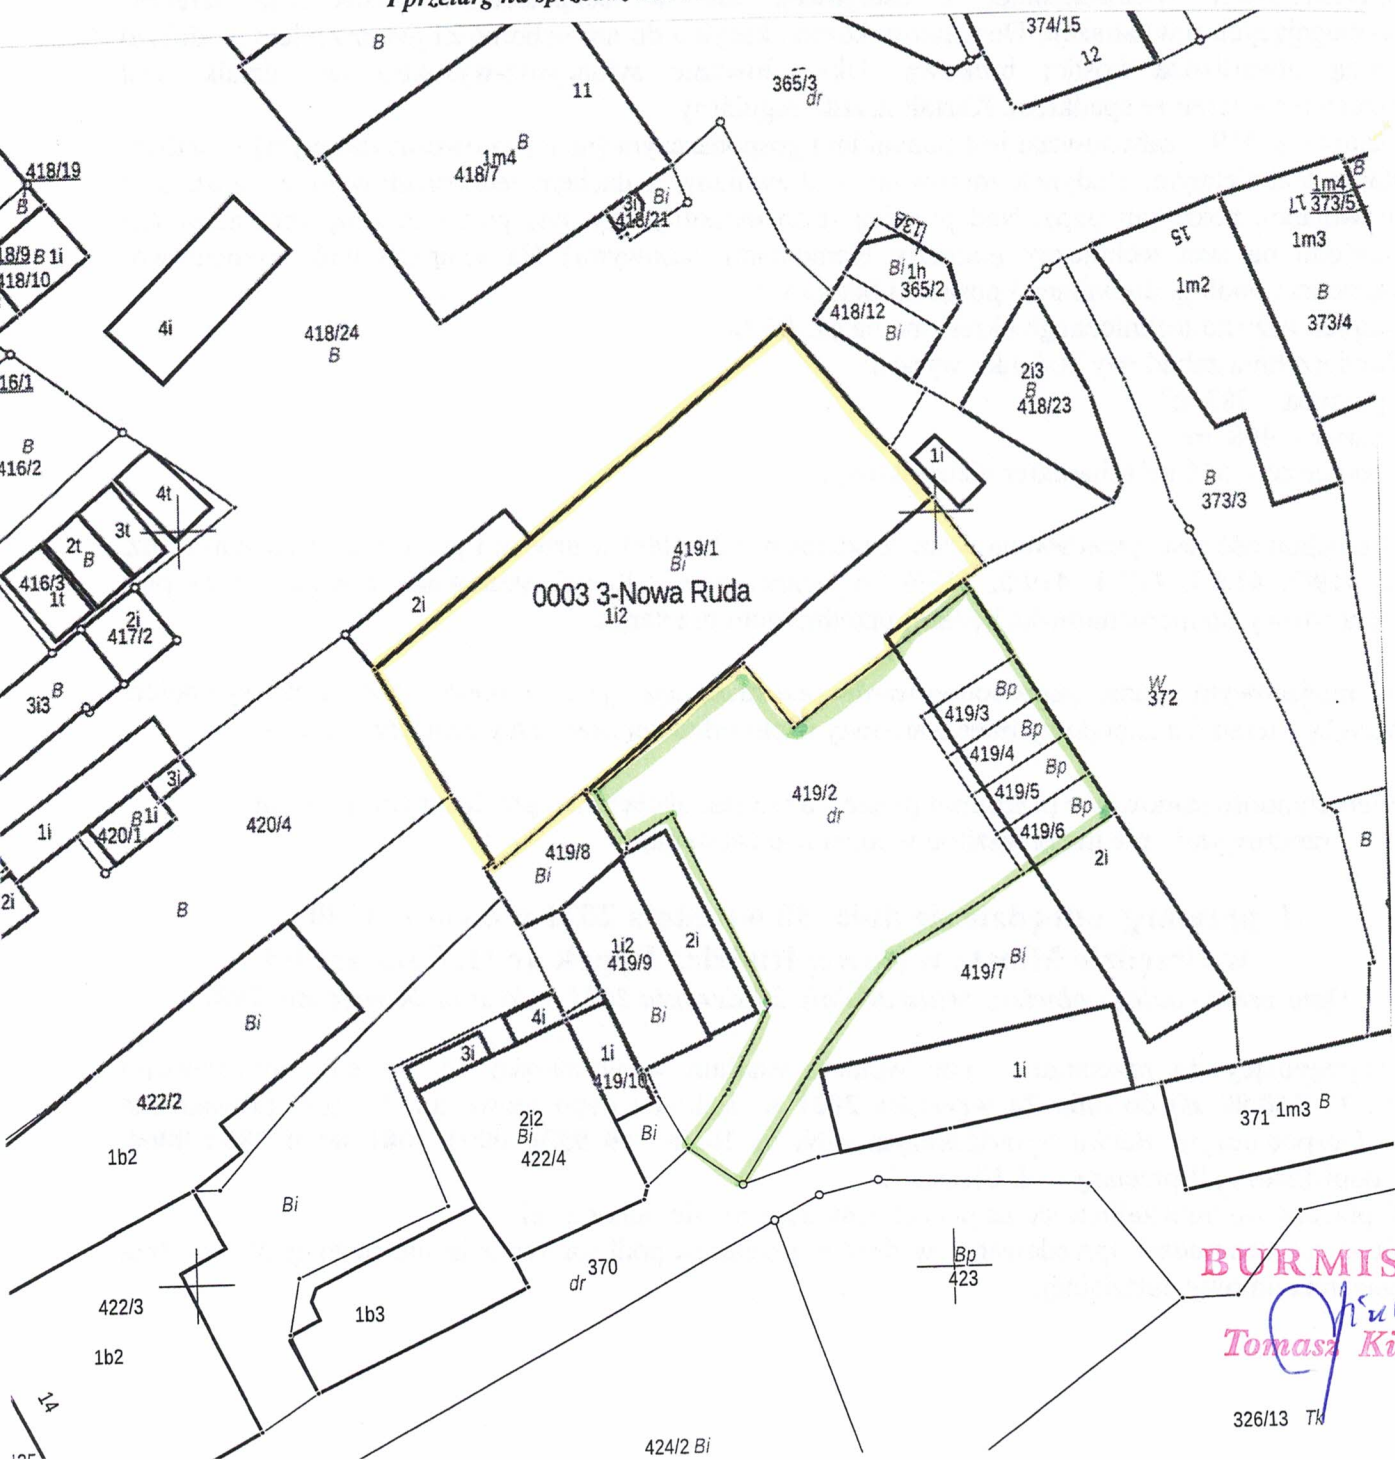 I przetarg na
B
11
365/3
dr
374/15
12
418/19
B
1m4
B
418/7
3i
Bi
418/21
13A
Bi
1h
365/2
418/12
Bi
15
1m2
1m4
B
373/5
17
1m3
B
373/4
18/9
B
1i
418/10
4i
418/24
B
2i3
B
418/23
16/1
B
416/2
1i
B
373/3
4t
3t
2t
B
416/3
1t
419/1
Bi
0003 3-Nowa Ruda
1i2
2i
2i
417/2
B
3i3
W
372
Bp
419/3
Bp
419/4
Bp
419/5
Bp
419/6
2i
419/2
dr
3i
1i
B
1i
420/1
420/4
B
2i
419/8
Bi
B
1i2
419/9
2i
Bi
Bi
419/7
Bi
4i
3i
1i
419/10
Bi
1i
422/2
1b2
2i2
Bi
422/4
371
1m3
B
Bi
370
dr
Bp
423
BURMIS
Tomasz Ki
422/3
1b2
1b3
14
326/13
Tk
424/2
Bi